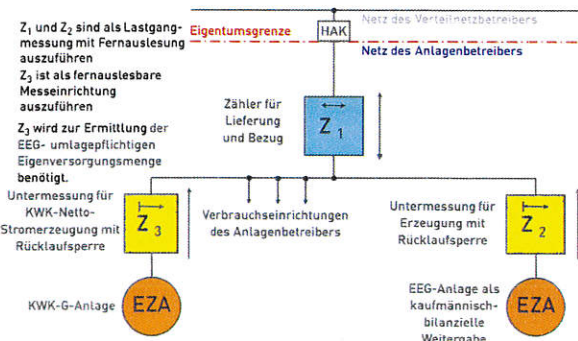 Netz des Verteilnetzbetreibers
Z₁ und Z₂ sind als Lastgang-
messung mit Fernauslesung
auszuführen
Z₃ ist als fernauslesbare
Messeinrichtung
auszuführen
Z₃ wird zur Ermittlung der
EEG- umlagepflichtigen
Eigenversorgungsmenge
benötigt.
Eigentumsgrenze
HAK
Netz des Anlagenbetreibers
Zähler für
Lieferung
und Bezug
Z₁
Untermessung für
KWK-Netto-
Stromerzeugung mit
Rücklaufsperre
Z₃
Verbrauchseinrichtungen
des Anlagenbetreibers
Untermessung für
Erzeugung mit
Rücklaufsperre
Z₂
KWK-G-Anlage
EZA
EEG-Anlage als
kaufmännisch-
bilanzielle
Weitergabe
EZA